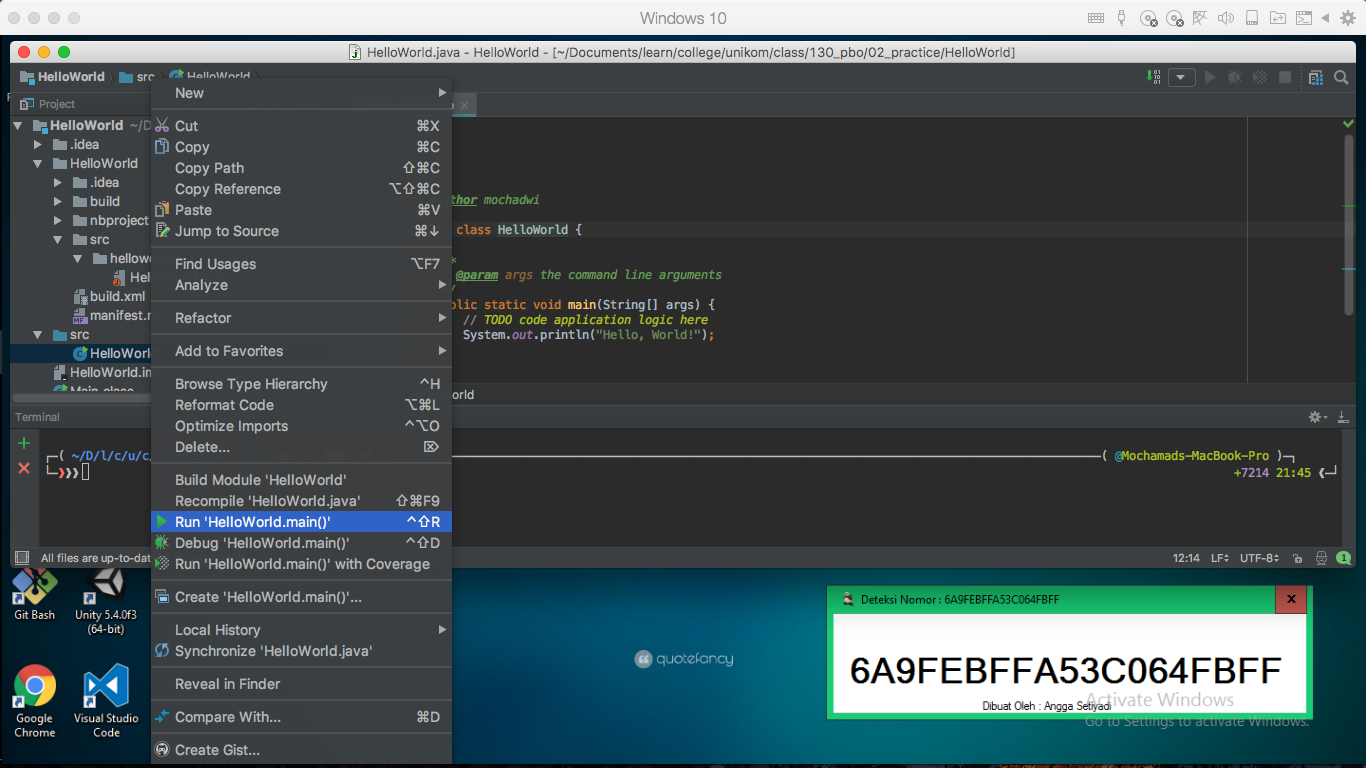 Windows 10
HelloWorld.java - HelloWorld - [~/Documents/learn/college/unikom/class/130_pbo/02_practice/HelloWorld]
HelloWorld
src
HelloWorld
Project
HelloWorld ~/D
.idea
HelloWorld
.idea
build
nbproject
src
hellow
Hel
build.xml
manifest.m
src
HelloWorl
HelloWorld.im
Main.class
New
Cut ⌘X
Copy ⌘C
Copy Path ⇧⌘C
Copy Reference ⌥⇧⌘C
Paste ⌘V
Jump to Source ⌘↓
Find Usages ⌥F7
Analyze
Refactor
Add to Favorites
Browse Type Hierarchy ^H
Reformat Code ⌥⌘L
Optimize Imports ^⌥O
Delete... ⌦
Build Module 'HelloWorld'
Recompile 'HelloWorld.java' ⇧⌘F9
Run 'HelloWorld.main()' ^⇧R
Debug 'HelloWorld.main()' ^⇧D
Run 'HelloWorld.main()' with Coverage
Create 'HelloWorld.main()'...
Local History
Synchronize 'HelloWorld.java'
Reveal in Finder
Compare With... ⌘D
Create Gist...
thor mochadwi
class HelloWorld {
*
@param args the command line arguments
/
blic static void main(String[] args) {
// TODO code application logic here
System.out.println("Hello, World!");
orld
Terminal
( ~/D/l/c/u/c/
( @Mochamads-MacBook-Pro )
❯❯❯
+7214 21:45
All files are up-to-dat
12:14 LF UTF-8
1
Git Bash
Unity 5.4.0f3
(64-bit)
Google
Chrome
Visual Studio
Code
quotefancy
Deteksi Nomor : 6A9FEBFFA53C064FBFF
x
6A9FEBFFA53C064FBFF
Dibuat Oleh : Angga Setiyadi
Activate Windows
Go to Settings to activate Windows.